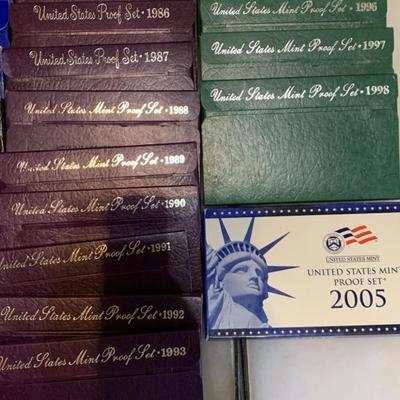 United States Proof Set • 1986
United States Proof Set • 1987
United States Mint Proof Set • 1988
United States Mint Proof Set • 1989
United States Mint Proof Set • 1990
United States Mint Proof Set • 1991
United States Mint Proof Set • 1992
United States Mint Proof Set • 1993
United States Mint Proof Set • 1996
United States Mint Proof Set • 1997
United States Mint Proof Set • 1998
UNITED STATES MINT
UNITED STATES MINT
PROOF SET
2005